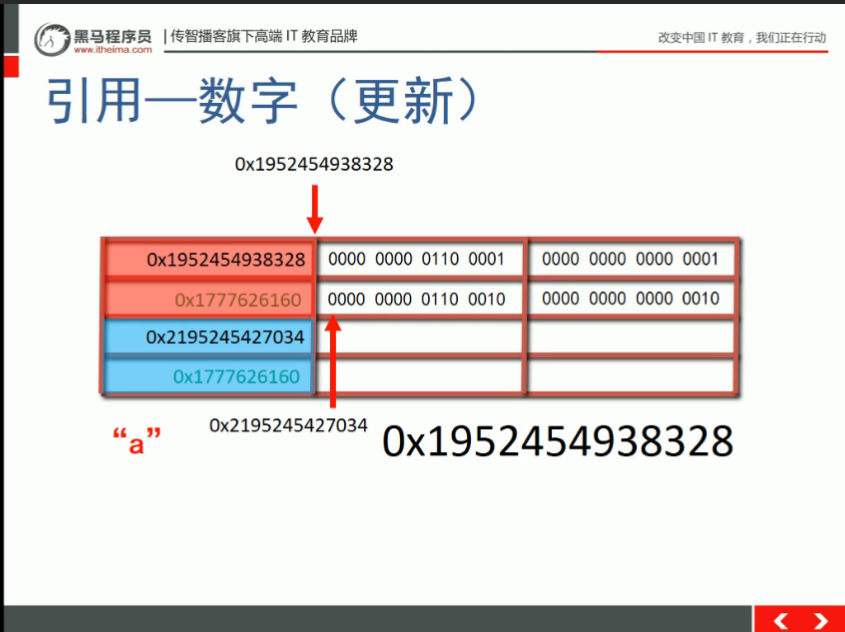 黑马程序员 | 传智播客旗下高端 IT 教育品牌
www.itheima.com
改变中国 IT 教育，我们正在行动
引用—数字（更新）
0x1952454938328
0x1952454938328 0000 0000 0110 0001 0000 0000 0000 0001
0x1777626160 0000 0000 0110 0010 0000 0000 0000 0010
0x2195245427034
0x1777626160
“a” 0x2195245427034 0x1952454938328